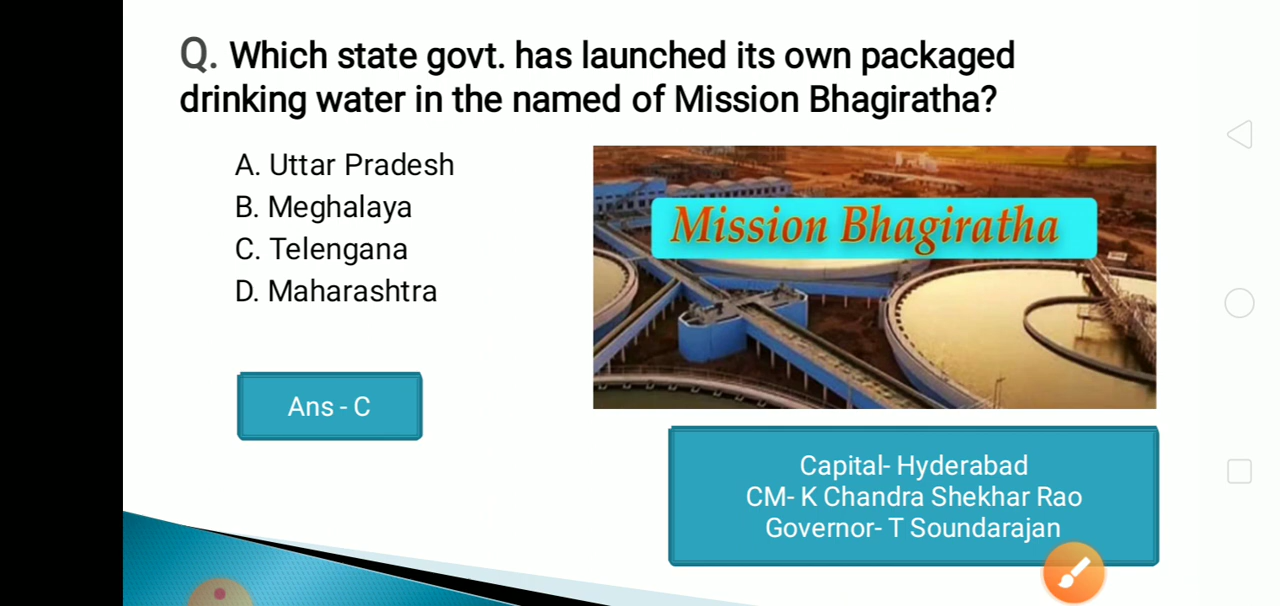 Q. Which state govt. has launched its own packaged
drinking water in the named of Mission Bhagiratha?
A. Uttar Pradesh
B. Meghalaya
C. Telengana
D. Maharashtra
Mission Bhagiratha
Ans - C
Capital- Hyderabad
CM- K Chandra Shekhar Rao
Governor- T Soundarajan